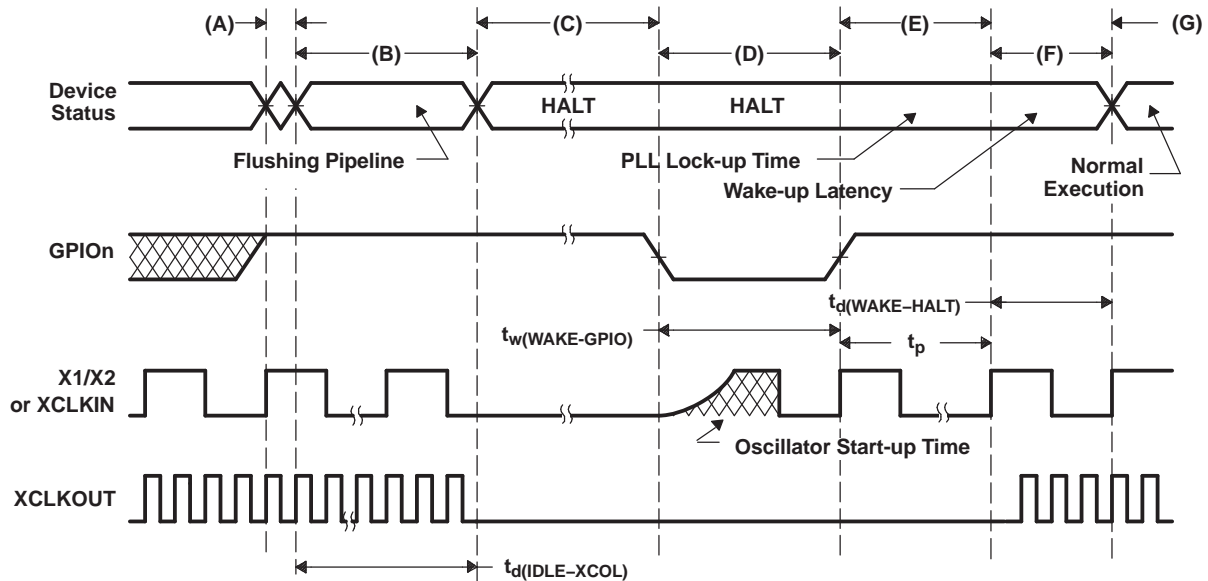 (A)
(C)
(E)
(G)
(B)
(D)
(F)
Device
Status
HALT
HALT
Flushing Pipeline
PLL Lock-up Time
Wake-up Latency
Normal
Execution
GPIOn
td(WAKE−HALT)
tw(WAKE-GPIO)
tp
X1/X2
or XCLKIN
Oscillator Start-up Time
XCLKOUT
td(IDLE−XCOL)